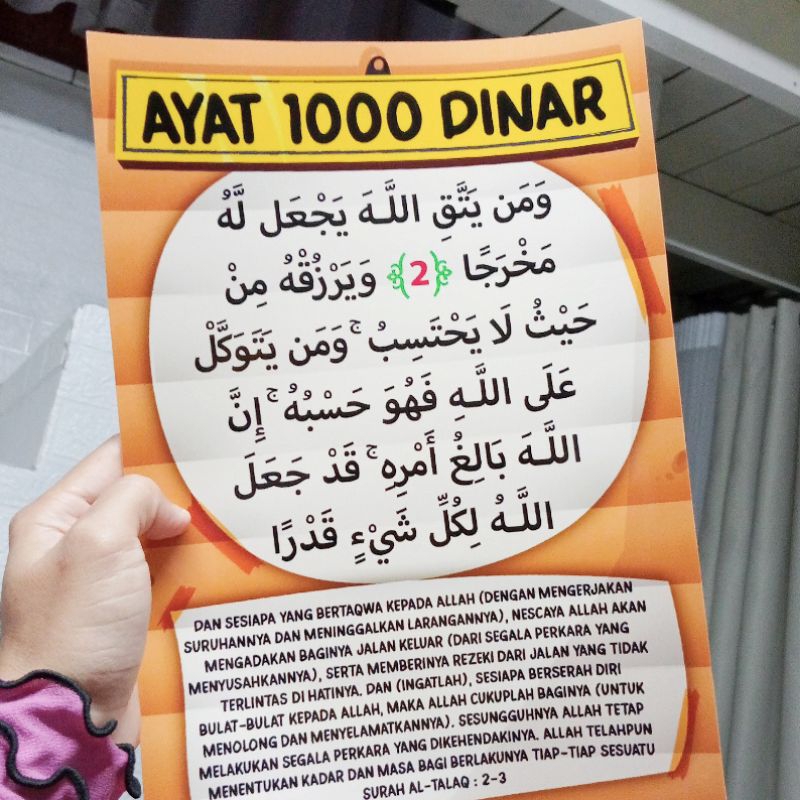 AYAT 1000 DINAR
وَمَن يَتَّقِ اللَّـهَ يَجْعَل لَّهُ
مَخْرَجًا ﴿2﴾ وَيَرْزُقْهُ مِنْ
حَيْثُ لَا يَحْتَسِبُ ۚ وَمَن يَتَوَكَّلْ
عَلَى اللَّـهِ فَهُوَ حَسْبُهُ ۚ إِنَّ
اللَّـهَ بَالِغُ أَمْرِهِ ۚ قَدْ جَعَلَ
اللَّـهُ لِكُلِّ شَيْءٍ قَدْرًا
DAN SESIAPA YANG BERTAQWA KEPADA ALLAH (DENGAN MENGERJAKAN
SURUHANNYA DAN MENINGGALKAN LARANGANNYA), NESCAYA ALLAH AKAN
MENGADAKAN BAGINYA JALAN KELUAR (DARI SEGALA PERKARA YANG
MENYUSAHKANNYA), SERTA MEMBERINYA REZEKI DARI JALAN YANG TIDAK
TERLINTAS DI HATINYA. DAN (INGATLAH), SESIAPA BERSERAH DIRI
BULAT-BULAT KEPADA ALLAH, MAKA ALLAH CUKUPLAH BAGINYA (UNTUK
MENOLONG DAN MENYELAMATKANNYA). SESUNGGUHNYA ALLAH TETAP
MELAKUKAN SEGALA PERKARA YANG DIKEHENDAKINYA. ALLAH TELAHPUN
MENENTUKAN KADAR DAN MASA BAGI BERLAKUNYA TIAP-TIAP SESUATU
SURAH AL-TALAQ : 2-3